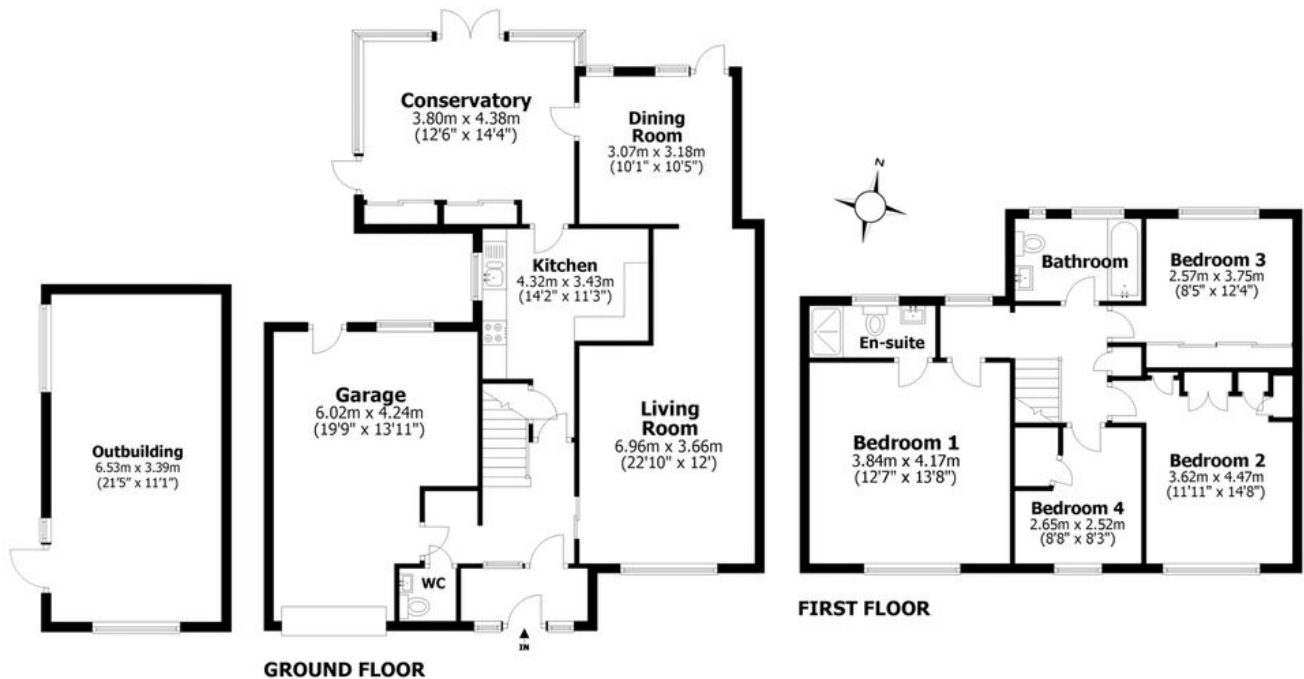 Conservatory
3.80m x 4.38m
(12'6" x 14'4")
Dining
Room
3.07m x 3.18m
(10'1" x 10'5")
Kitchen
4.32m x 3.43m
(14'2" x 11'3")
Garage
6.02m x 4.24m
(19'9" x 13'11")
Living
Room
6.96m x 3.66m
(22'10" x 12')
Outbuilding
6.53m x 3.39m
(21'5" x 11'1")
WC
IN
GROUND FLOOR
N
Bathroom
Bedroom 3
2.57m x 3.75m
(8'5" x 12'4")
En-suite
Bedroom 1
3.84m x 4.17m
(12'7" x 13'8")
Bedroom 2
3.62m x 4.47m
(11'11" x 14'8")
Bedroom 4
2.65m x 2.52m
(8'8" x 8'3")
FIRST FLOOR